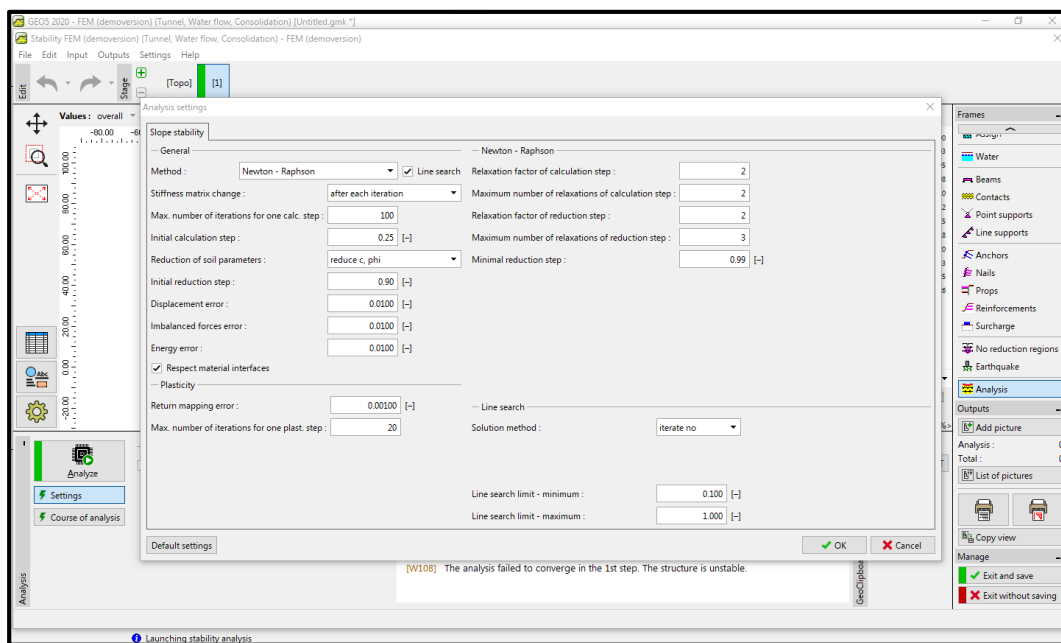 GEO5 2020 - FEM (demoversion) (Tunnel, Water flow, Consolidation) [Untitled.gmk *]
Stability FEM (demoversion) (Tunnel, Water flow, Consolidation) - FEM (demoversion)
File Edit Input Outputs Settings Help
Edit
Stage
[Topo] [1]
Values : overall
-80.00
100.00
80.00
60.00
40.00
20.00
0.00
-20.00
Analysis settings
Slope stability
General
Method : Newton - Raphson Line search
Stiffness matrix change : after each iteration
Max. number of iterations for one calc. step : 100
Initial calculation step : 0.25 [–]
Reduction of soil parameters : reduce c, phi
Initial reduction step : 0.90 [–]
Displacement error : 0.0100 [–]
Imbalanced forces error : 0.0100 [–]
Energy error : 0.0100 [–]
Respect material interfaces
Plasticity
Return mapping error : 0.00100 [–]
Max. number of iterations for one plast. step : 20
Newton - Raphson
Relaxation factor of calculation step : 2
Maximum number of relaxations of calculation step : 2
Relaxation factor of reduction step : 2
Maximum number of relaxations of reduction step : 3
Minimal reduction step : 0.99 [–]
Line search
Solution method : iterate no
Line search limit - minimum : 0.100 [–]
Line search limit - maximum : 1.000 [–]
Default settings
OK Cancel
Frames
Water
Beams
Contacts
Point supports
Line supports
Anchors
Nails
Props
Reinforcements
Surcharge
No reduction regions
Earthquake
Analysis
Outputs
Add picture
Analysis :
Total :
List of pictures
Copy view
Manage
Exit and save
Exit without saving
Analyze
Settings
Course of analysis
Analysis
[W108] The analysis failed to converge in the 1st step. The structure is unstable.
GeoClipboa
Launching stability analysis